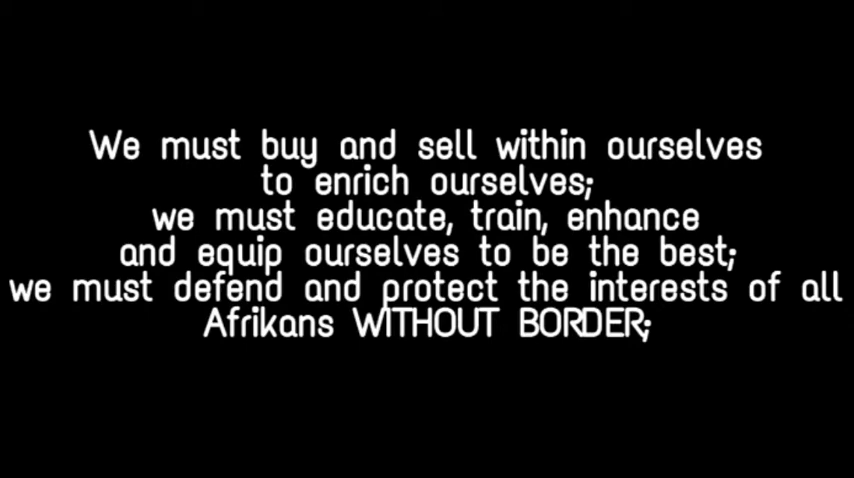 We must buy and sell within ourselves
to enrich ourselves;
we must educate, train, enhance
and equip ourselves to be the best;
we must defend and protect the interests of all
Afrikans WITHOUT BORDER;